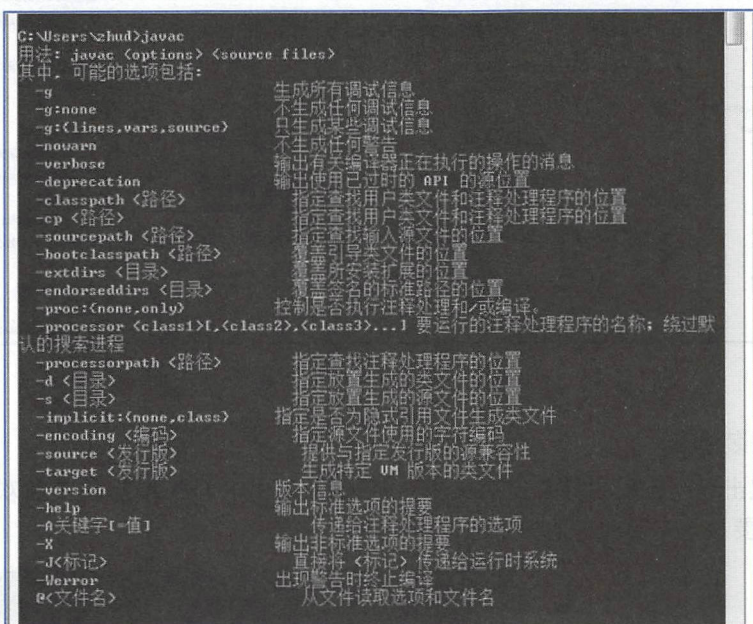 C:\Users\zhud>javac
用法: javac <options> <source files>
其中，可能的选项包括：
-g 生成所有调试信息
-g:none 不生成任何调试信息
-g:{lines,vars,source} 只生成某些调试信息
-nowarn 不生成任何警告
-verbose 输出有关编译器正在执行的操作的消息
-deprecation 输出使用已过时的 API 的源位置
-classpath <路径> 指定查找用户类文件和注释处理程序的位置
-cp <路径> 指定查找用户类文件和注释处理程序的位置
-sourcepath <路径> 指定查找输入源文件的位置
-bootclasspath <路径> 覆盖引导类文件的位置
-extdirs <目录> 覆盖所安装扩展的位置
-endorseddirs <目录> 覆盖签名的标准路径的位置
-proc:{none,only} 控制是否执行注释处理和/或编译。
-processor <class1>[,<class2>,<class3>...] 要运行的注释处理程序的名称；绕过默
认的搜索进程
-processorpath <路径> 指定查找注释处理程序的位置
-d <目录> 指定放置生成的类文件的位置
-s <目录> 指定放置生成的源文件的位置
-implicit:{none,class} 指定是否为隐式引用文件生成类文件
-encoding <编码> 指定源文件使用的字符编码
-source <发行版> 提供与指定发行版的源兼容性
-target <发行版> 生成特定 VM 版本的类文件
-version 版本信息
-help 输出标准选项的提要
-A关键字[=值] 传递给注释处理程序的选项
-X 输出非标准选项的提要
-J<标记> 直接将 <标记> 传递给运行时系统
-Werror 出现警告时终止编译
@<文件名> 从文件读取选项和文件名